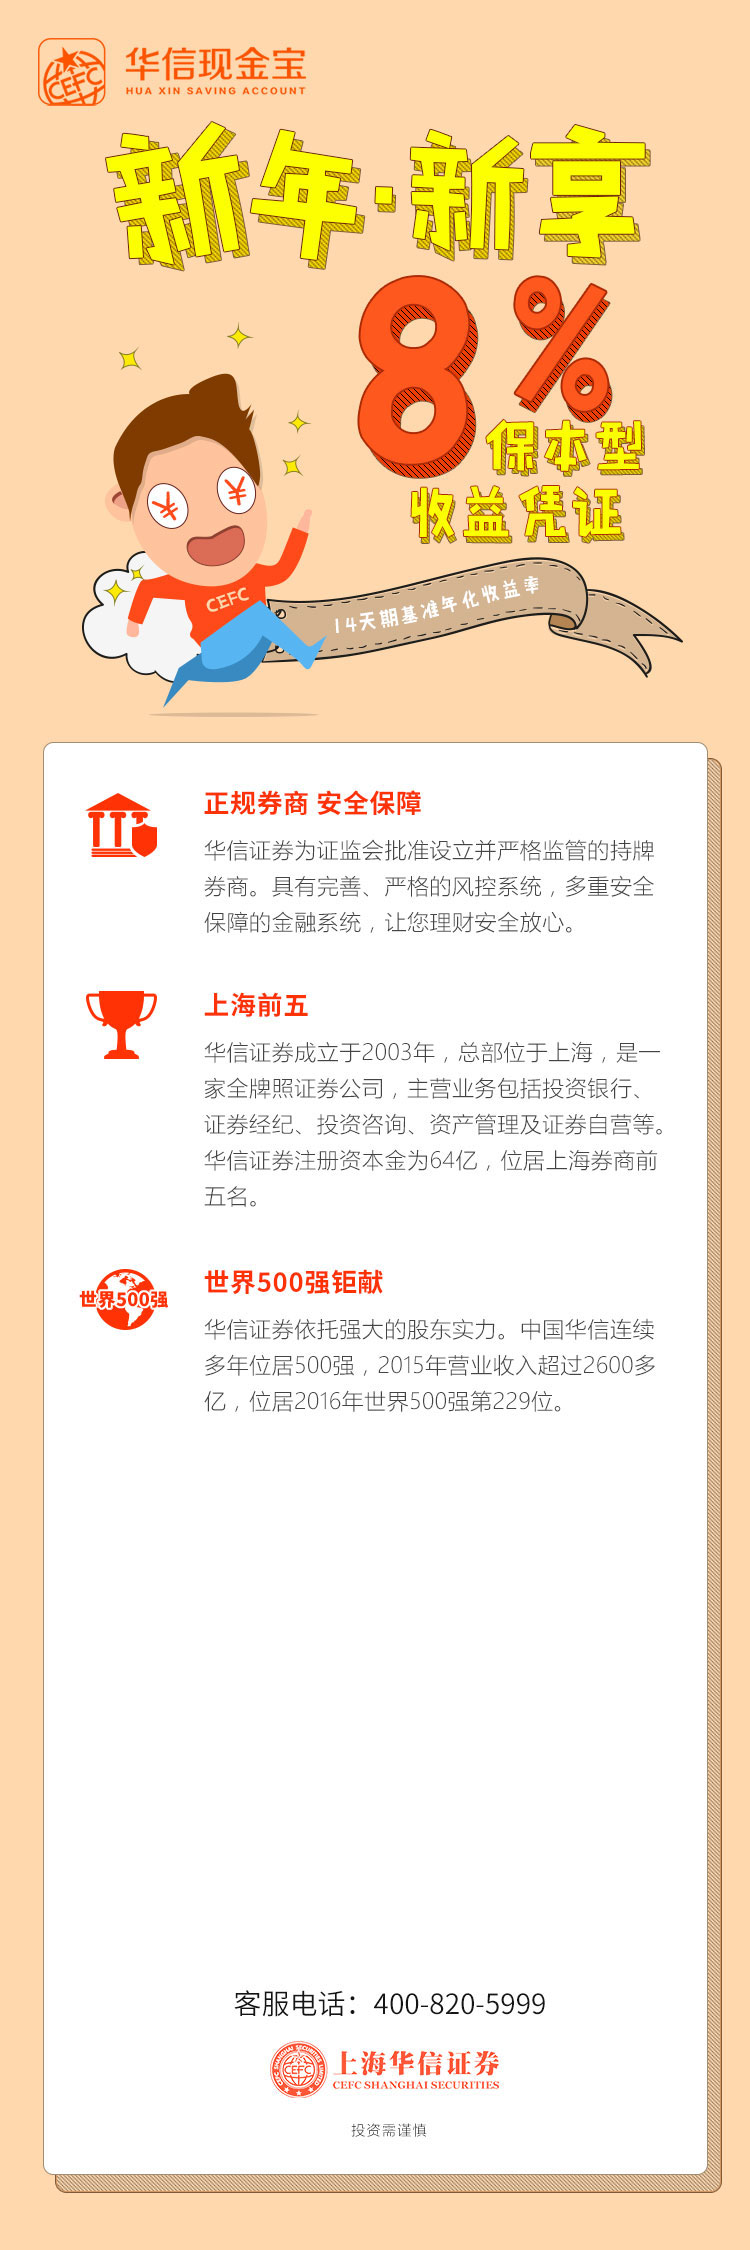 CEFC
华信现金宝
HUA XIN SAVING ACCOUNT
新年·新享
8%
保本型
收益凭证
¥ ¥
CEFC
14天期基准年化收益率
正规券商 安全保障
华信证券为证监会批准设立并严格监管的持牌
券商。具有完善、严格的风控系统，多重安全
保障的金融系统，让您理财安全放心。
上海前五
华信证券成立于2003年，总部位于上海，是一
家全牌照证券公司，主营业务包括投资银行、
证券经纪、投资咨询、资产管理及证券自营等。
华信证券注册资本金为64亿，位居上海券商前
五名。
世界500强
世界500强钜献
华信证券依托强大的股东实力。中国华信连续
多年位居500强，2015年营业收入超过2600多
亿，位居2016年世界500强第229位。
客服电话：400-820-5999
CEFC SHANGHAI SECURITIES LIMITED
CEFC
上海华信证券
CEFC SHANGHAI SECURITIES
投资需谨慎